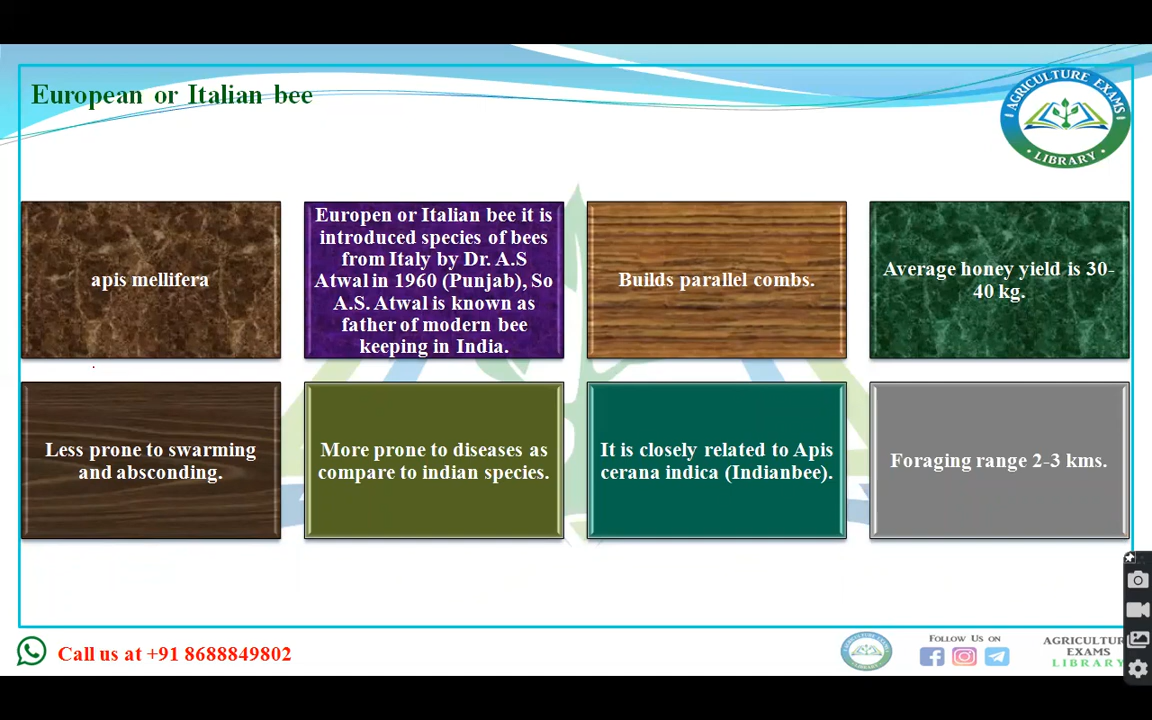 European or Italian bee
AGRICULTURE EXAMS
LIBRARY
apis mellifera
Europen or Italian bee it is
introduced species of bees
from Italy by Dr. A.S
Atwal in 1960 (Punjab), So
A.S. Atwal is known as
father of modern bee
keeping in India.
Builds parallel combs.
Average honey yield is 30-
40 kg.
Less prone to swarming
and absconding.
More prone to diseases as
compare to indian species.
It is closely related to Apis
cerana indica (Indianbee).
Foraging range 2-3 kms.
Call us at +91 8688849802
FOLLOW US ON
AGRICULTUR
EXAMS
LIBRARY